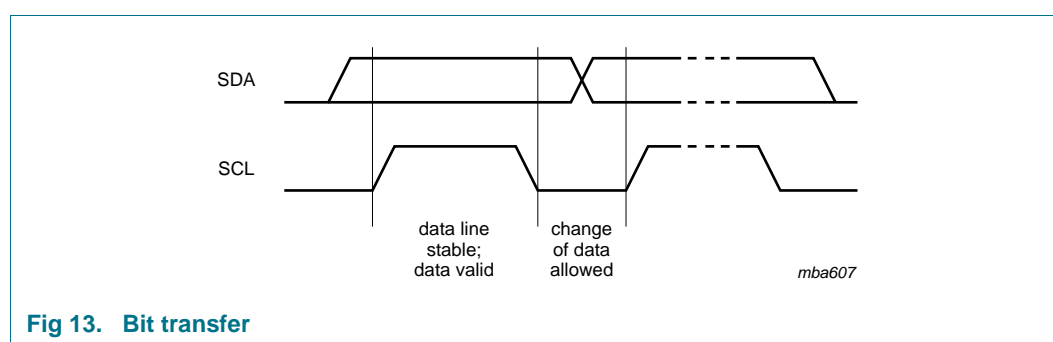 SDA
SCL
data line
stable;
data valid
change
of data
allowed
mba607
Fig 13. Bit transfer